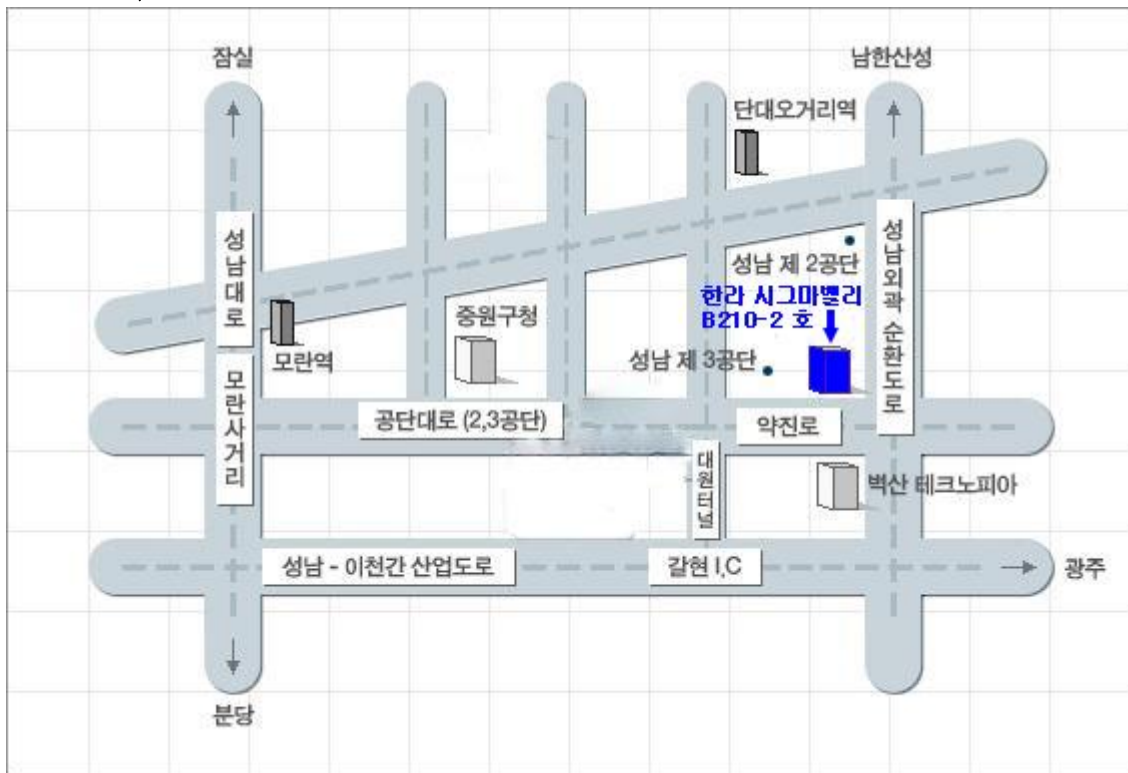 잠실
남한산성
단대오거리역
성남대로
성남외곽 순환도로
성남 제 2공단
한라 시그마밸리
B210-2 호
중원구청
모란역
성남 제 3공단
모란사거리
공단대로 (2,3공단)
약진로
대원터널
벽산 테크노피아
성남 - 이천간 산업도로
갈현 I,C
광주
분당